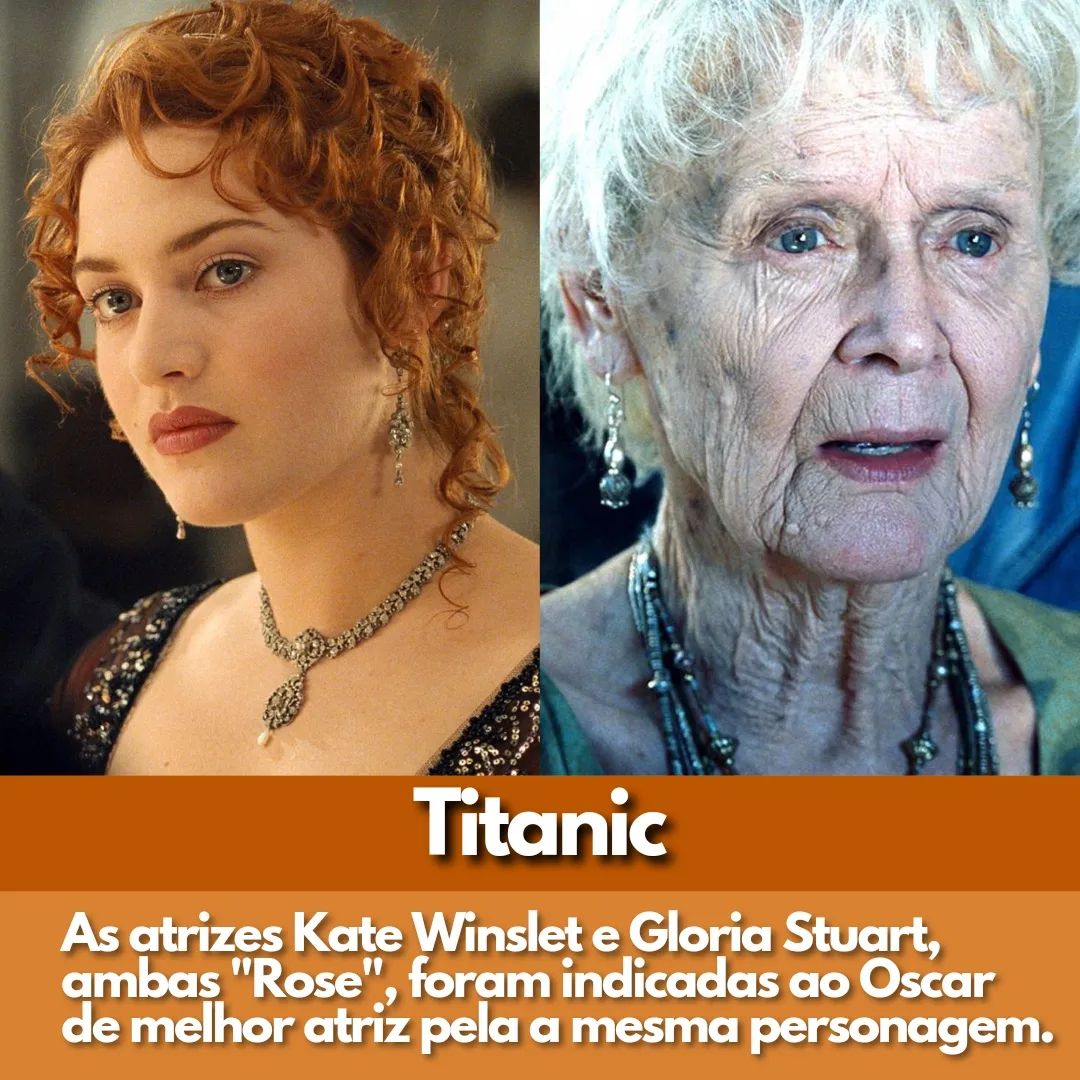 Titanic
As atrizes Kate Winslet e Gloria Stuart,
ambas "Rose", foram indicadas ao Oscar
de melhor atriz pela a mesma personagem.